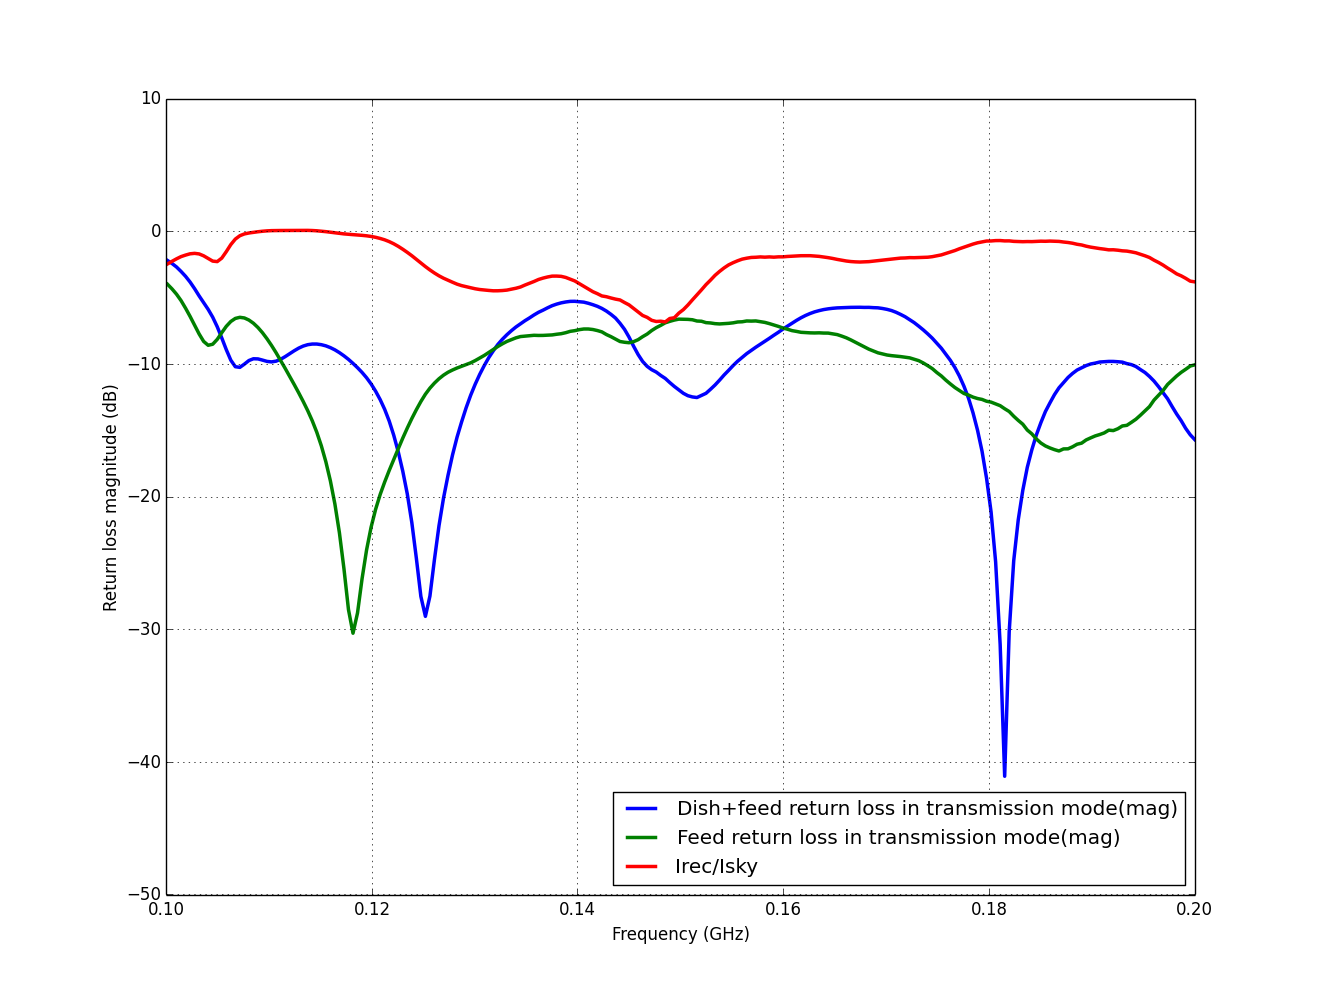 10
0
−10
−20
−30
−40
−50
Return loss magnitude (dB)
Dish+feed return loss in transmission mode(mag)
Feed return loss in transmission mode(mag)
Irec/Isky
0.10 0.12 0.14 0.16 0.18 0.20
Frequency (GHz)